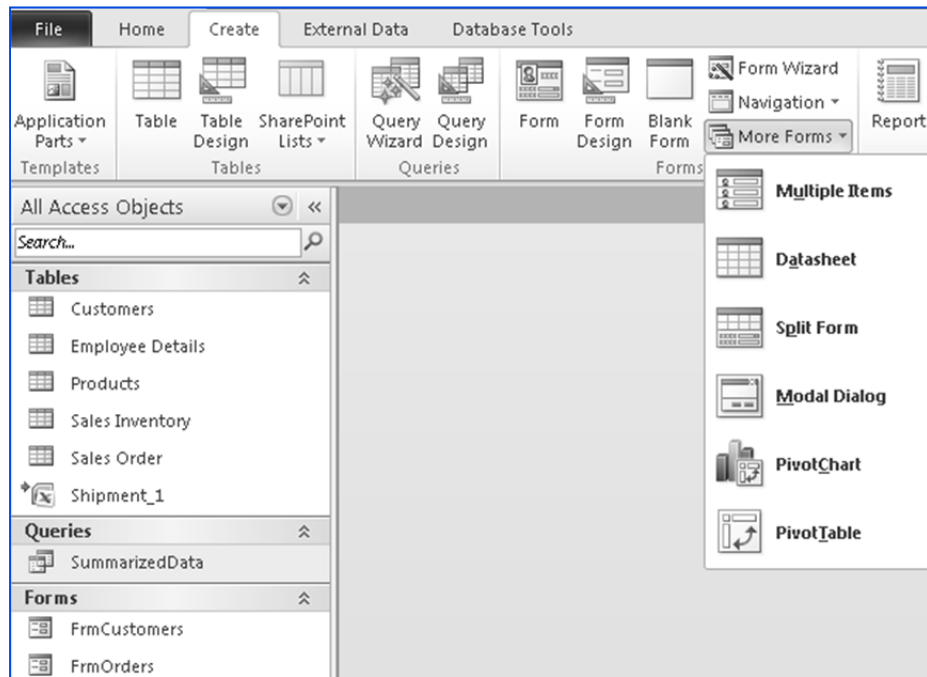 File Home Create External Data Database Tools
Application Parts Table Table Design SharePoint Lists Query Wizard Query Design Form Form Design Blank Form Form Wizard Navigation More Forms Report
Templates Tables Queries Forms
Multiple Items
Datasheet
Split Form
Modal Dialog
PivotChart
PivotTable
All Access Objects
Search...
Tables
Customers
Employee Details
Products
Sales Inventory
Sales Order
Shipment_1
Queries
SummarizedData
Forms
FrmCustomers
FrmOrders